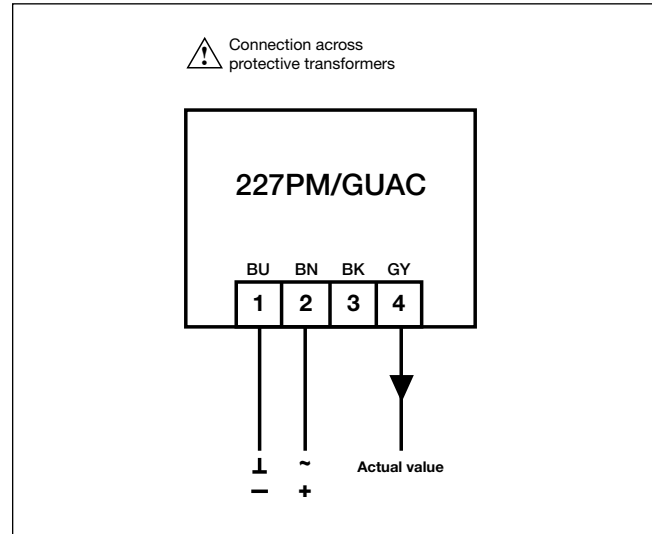 Connection across
protective transformers
227PM/GUAC
BU BN BK GY
1 2 3 4
⊥ ~ Actual value
− +